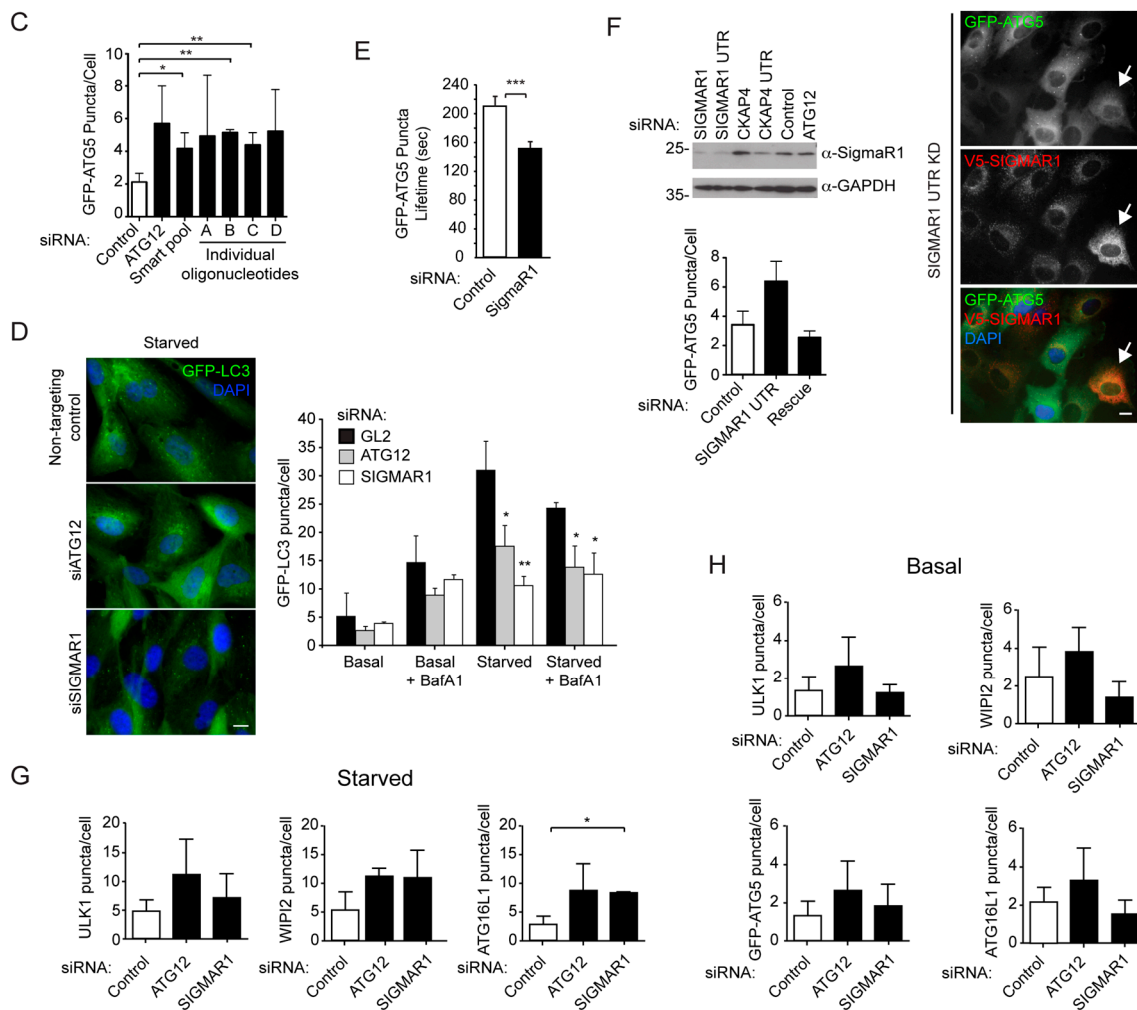 C
**
**
*
10
8
6
4
2
0
GFP-ATG5 Puncta/Cell
siRNA:
Control
ATG12
Smart pool
A B C D
Individual
oligonucleotides
E
***
240
200
160
120
80
40
0
GFP-ATG5 Puncta
Lifetime (sec)
siRNA:
Control
SigmaR1
F
siRNA:
SIGMAR1
SIGMAR1 UTR
CKAP4
CKAP4 UTR
Control
ATG12
25-
α-SigmaR1
35-
α-GAPDH
8
6
4
2
0
GFP-ATG5 Puncta/Cell
siRNA:
Control
SIGMAR1 UTR
Rescue
SIGMAR1 UTR KD
GFP-ATG5
V5-SIGMAR1
GFP-ATG5
V5-SIGMAR1
DAPI
D
Starved
GFP-LC3
DAPI
Non-targeting
control
siATG12
siSIGMAR1
siRNA:
GL2
ATG12
SIGMAR1
40
35
30
25
20
15
10
5
0
GFP-LC3 puncta/cell
*
**
*
*
Basal
Basal
+ BafA1
Starved
Starved
+ BafA1
G
Starved
20
15
10
5
0
ULK1 puncta/cell
siRNA:
Control
ATG12
SIGMAR1
20
15
10
5
0
WIPI2 puncta/cell
Control
ATG12
SIGMAR1
*
20
15
10
5
0
ATG16L1 puncta/cell
siRNA:
Control
ATG12
SIGMAR1
H
Basal
6
4
2
0
ULK1 puncta/cell
siRNA:
Control
ATG12
SIGMAR1
6
4
2
0
WIPI2 puncta/cell
siRNA:
Control
ATG12
SIGMAR1
6
4
2
0
GFP-ATG5 puncta/cell
siRNA:
Control
ATG12
SIGMAR1
6
4
2
0
ATG16L1 puncta/cell
siRNA:
Control
ATG12
SIGMAR1